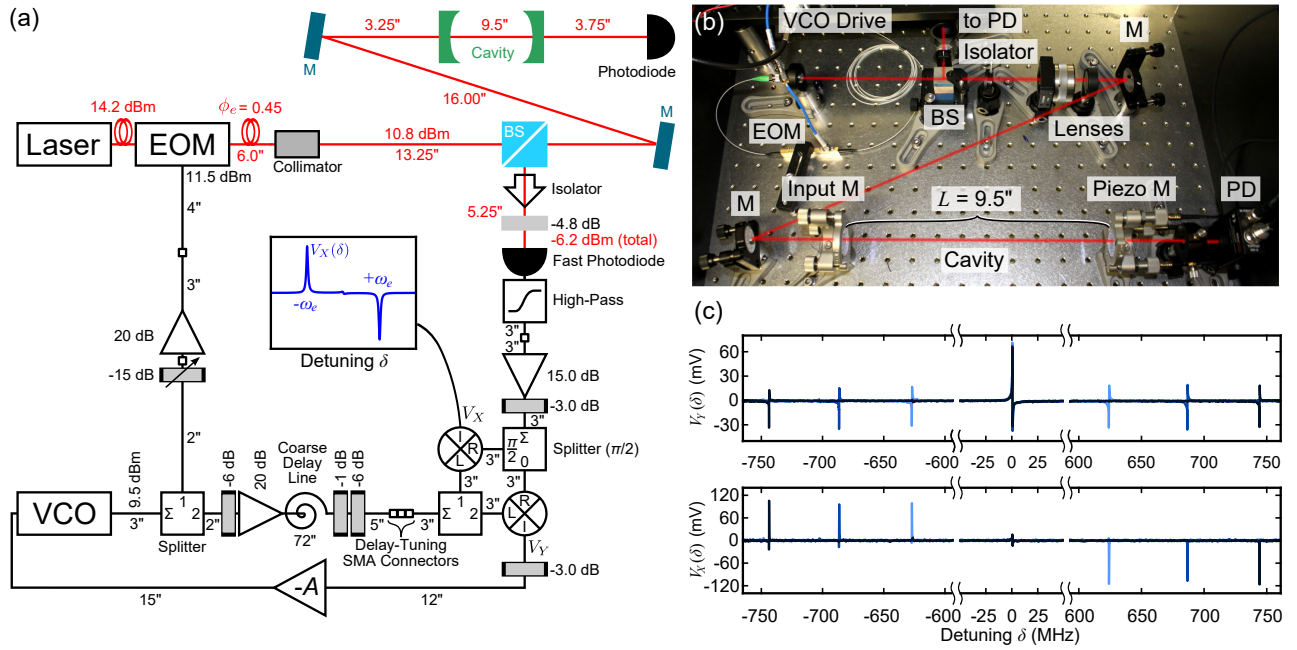 (a)
3.25"
9.5"
3.75"
Cavity
M
Photodiode
16.00"
14.2 dBm
ϕₑ = 0.45
Laser
EOM
6.0"
Collimator
10.8 dBm
13.25"
BS
M
11.5 dBm
4"
3"
20 dB
-15 dB
2"
Isolator
5.25"
-4.8 dB
-6.2 dBm (total)
Fast Photodiode
High-Pass
3"
3"
15.0 dB
-3.0 dB
3"
V_X(δ)
-ωₑ
+ωₑ
Detuning δ
V_X
I
R
L
3"
π/2
Σ
0
Splitter (π/2)
3"
3"
VCO
9.5 dBm
3"
Σ
1
2
Splitter
2"
-6 dB
20 dB
Coarse
Delay
Line
72"
-1 dB
-6 dB
5"
3"
Delay-Tuning
SMA Connectors
Σ
1
2
3"
R
L
I
V_Y
-3.0 dB
15"
-A
12"
(b)
VCO Drive
to PD
Isolator
M
EOM
BS
Lenses
M
Input M
L = 9.5"
Piezo M
PD
Cavity
(c)
V_Y(δ) (mV)
60
30
0
-30
-750
-700
-650
-600
-25
0
25
600
650
700
750
V_X(δ) (mV)
120
60
0
-60
-120
-750
-700
-650
-600
-25
0
25
600
650
700
750
Detuning δ (MHz)